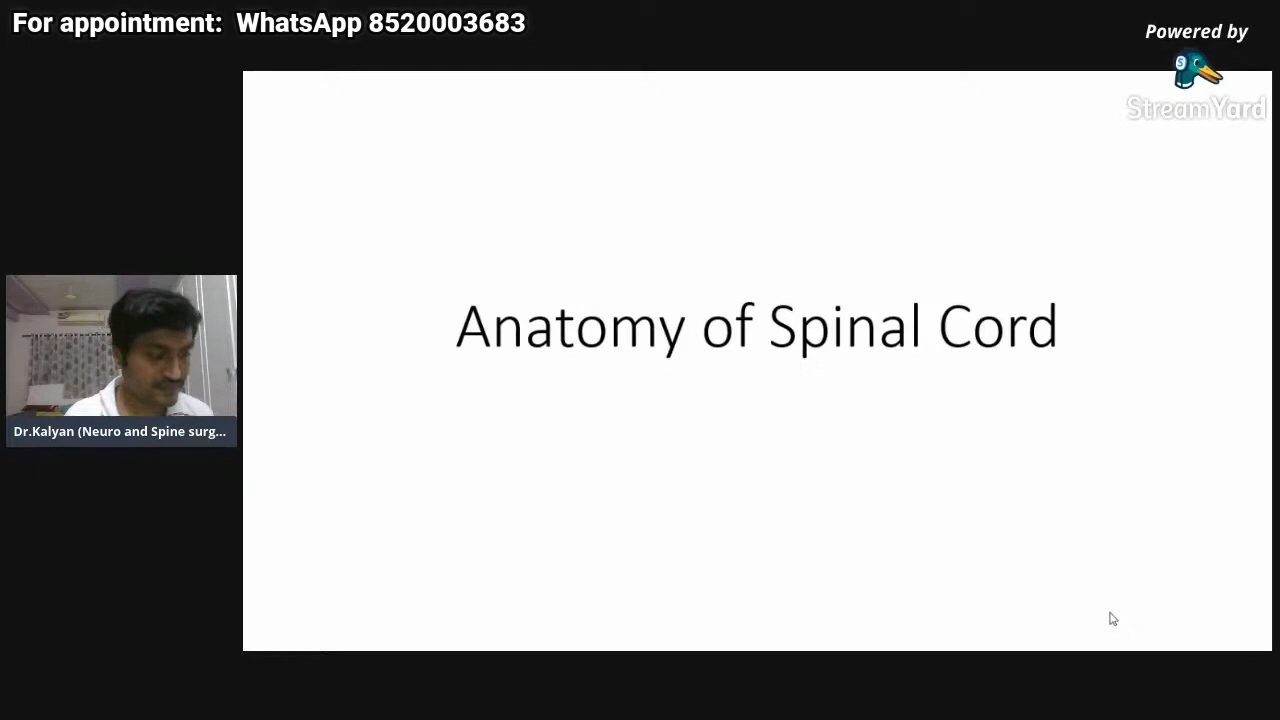 For appointment: WhatsApp 8520003683
Powered by
StreamYard
Anatomy of Spinal Cord
Dr.Kalyan (Neuro and Spine surg...